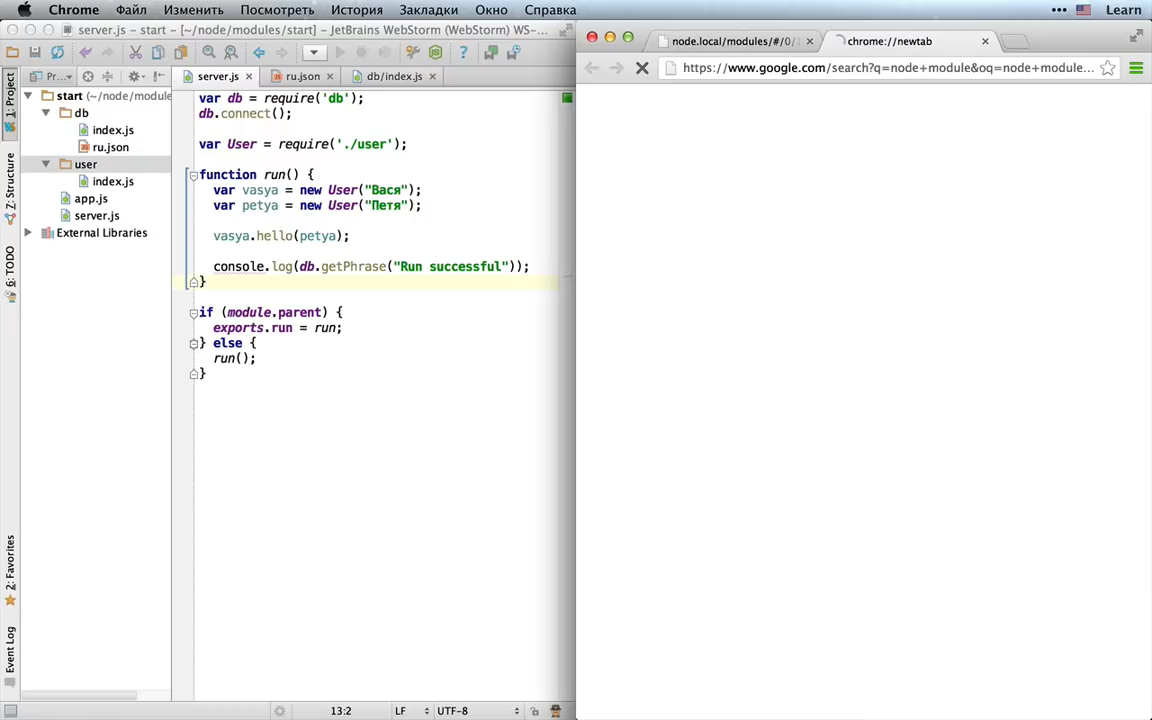 Chrome Файл Изменить Посмотреть История Закладки Окно Справка ••• Learn
server.js – start – [~/node/modules/start] – JetBrains WebStorm (WebStorm) WS-...
node.local/modules/#/0/
chrome://newtab
https://www.google.com/search?q=node+module&oq=node+module...
Pr...
server.js
ru.json
db/index.js
1: Project
Z: Structure
6: TODO
2: Favorites
Event Log
start (~/node/module
db
index.js
ru.json
user
index.js
app.js
server.js
External Libraries
var db = require('db');
db.connect();
var User = require('./user');
function run() {
var vasya = new User("Вася");
var petya = new User("Петя");
vasya.hello(petya);
console.log(db.getPhrase("Run successful"));
}
if (module.parent) {
exports.run = run;
} else {
run();
}
13:2 LF UTF-8